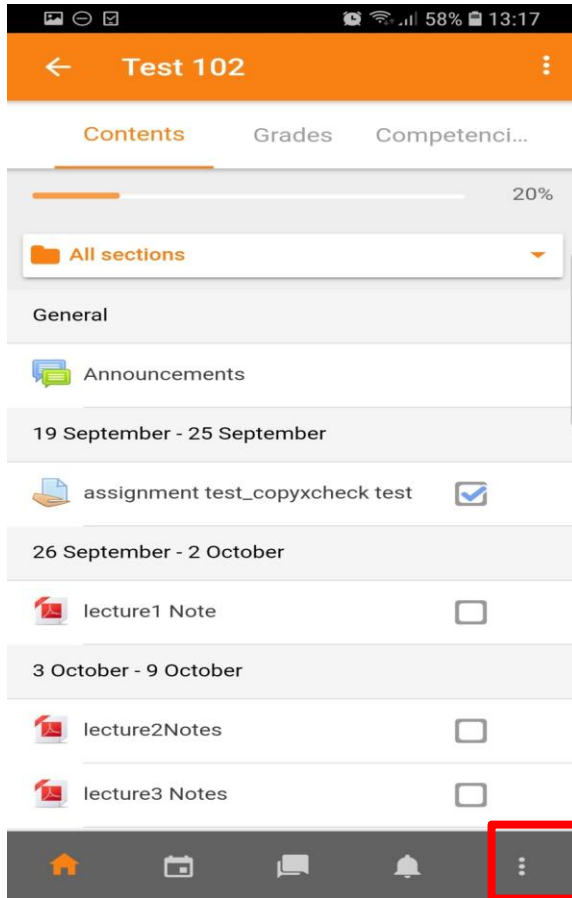 58% 13:17
Test 102
Contents Grades Competenci...
20%
All sections
General
Announcements
19 September - 25 September
assignment test_copyxcheck test
26 September - 2 October
lecture1 Note
3 October - 9 October
lecture2Notes
lecture3 Notes